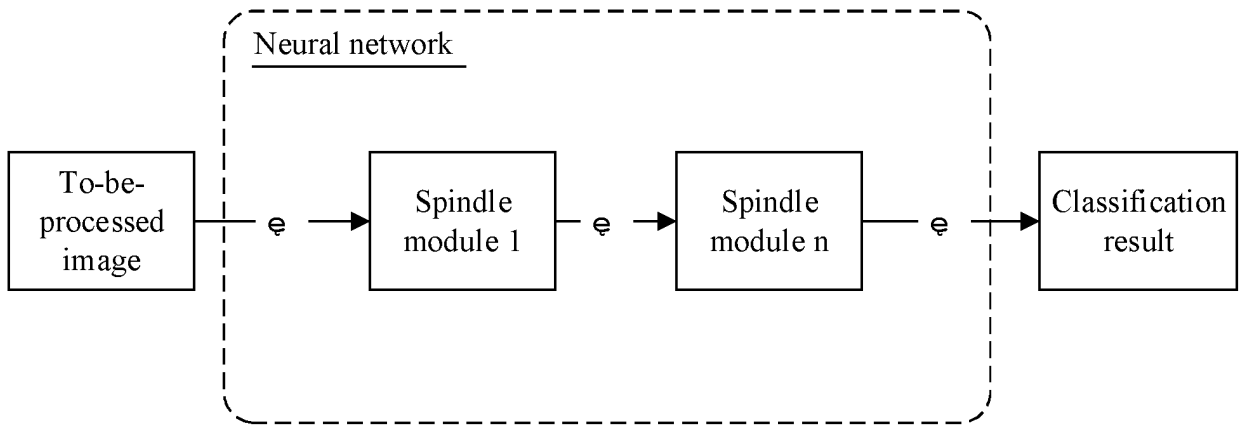 Neural network
To-be-
processed
image
ҩ
Spindle
module 1
ҩ
Spindle
module n
ҩ
Classification
result